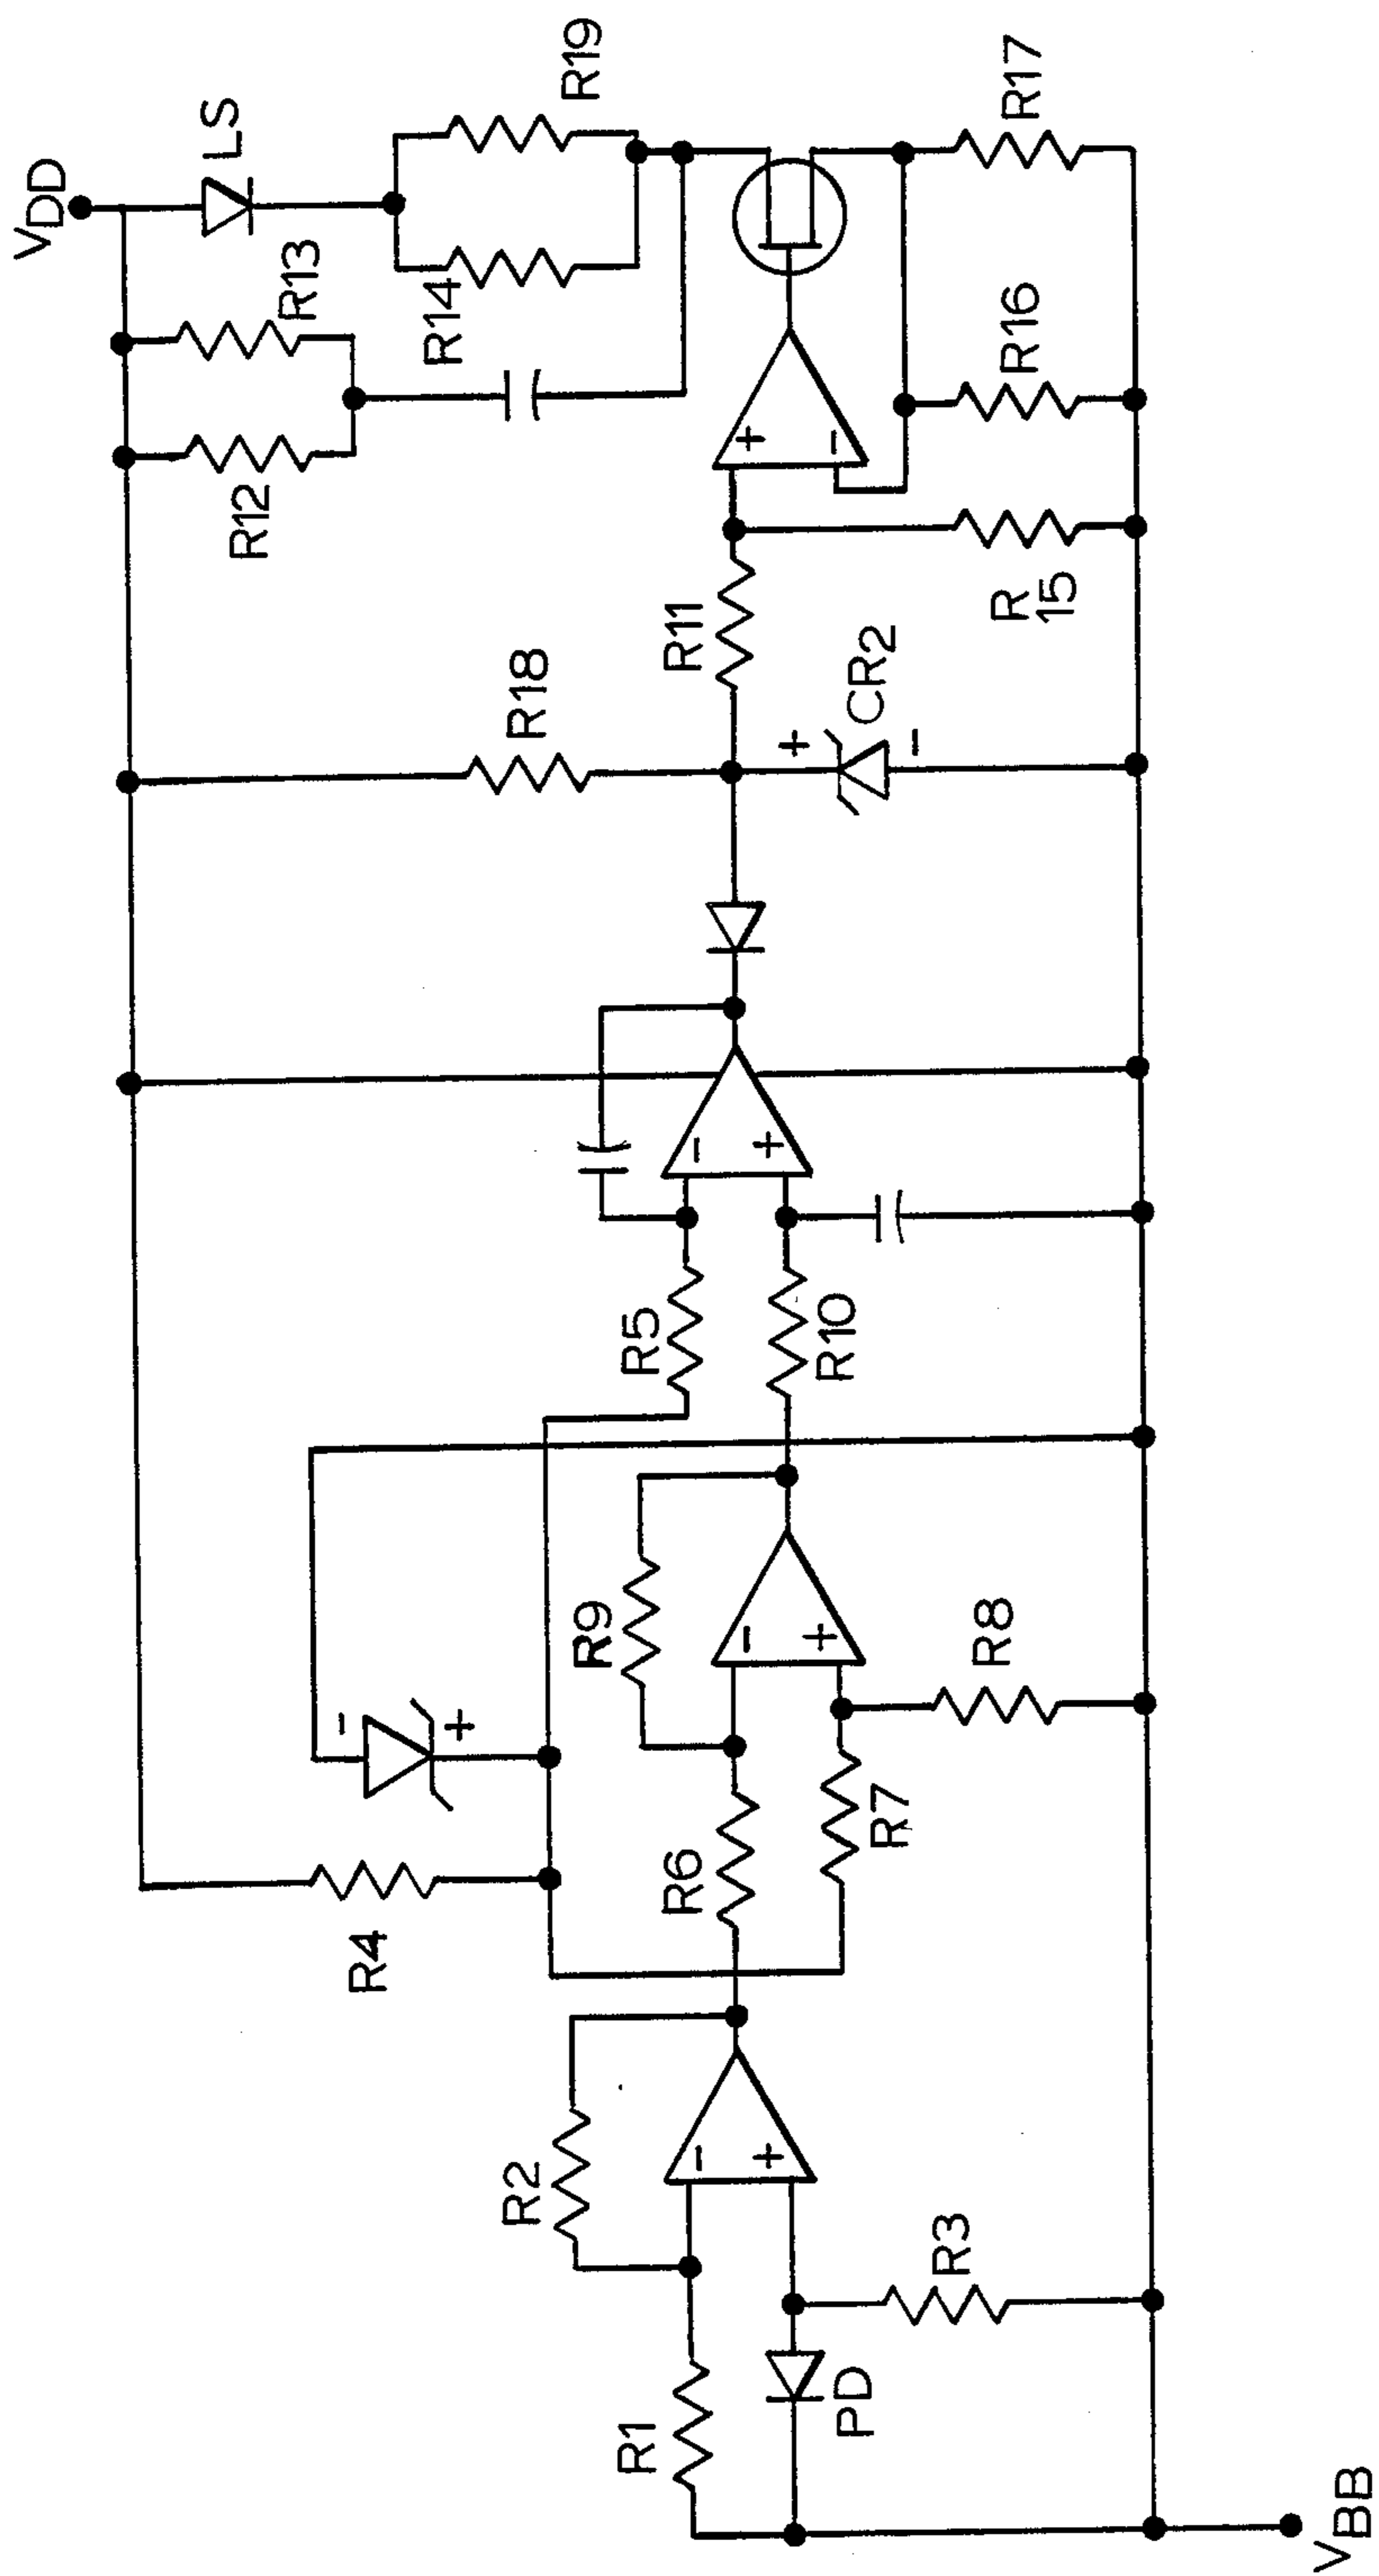 VDD
LS
R19
R13
R14
R12
R17
R16
+
-
R15
R11
R18
+
CR2
-
-
+
R5
R10
R9
-
+
R8
-
+
R6
R7
R4
R2
-
+
R3
R1
PD
VBB